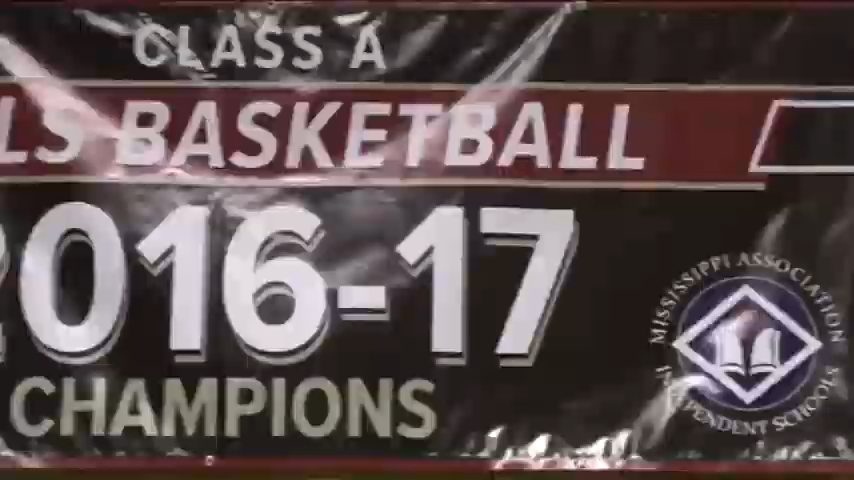 CLASS A
LS BASKETBALL
2016-17
CHAMPIONS
MISSISSIPPI ASSOCIATION
INDEPENDENT SCHOOLS